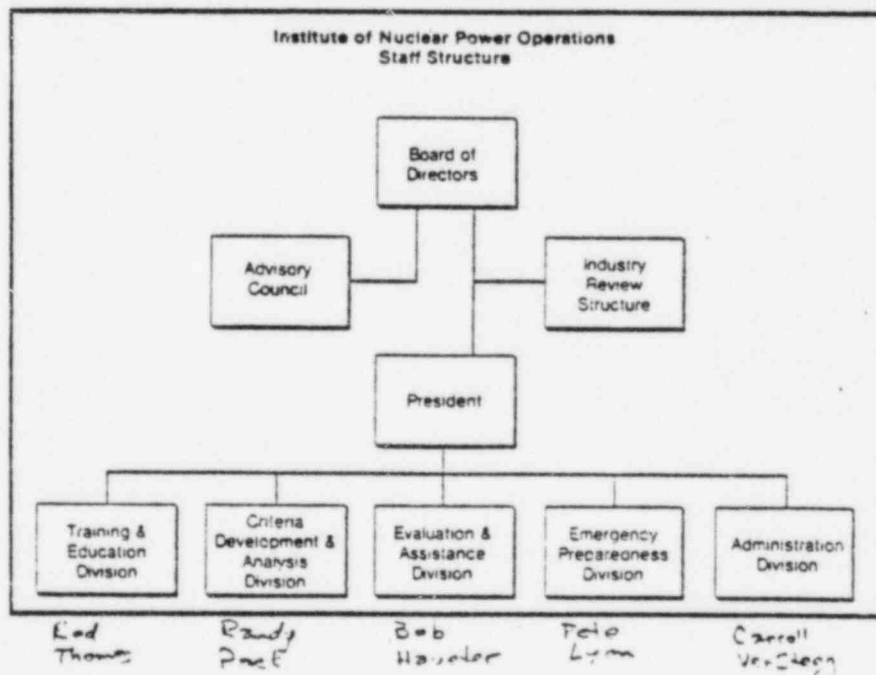 Institute of Nuclear Power Operations
Staff Structure
Board of
Directors
Advisory
Council
Industry
Review
Structure
President
Training &
Education
Division
Criteria
Development &
Analysis
Division
Evaluation &
Assistance
Division
Emergency
Preparedness
Division
Administration
Division
Randy
Bob
Pete
Carroll
Thomas
Lyon